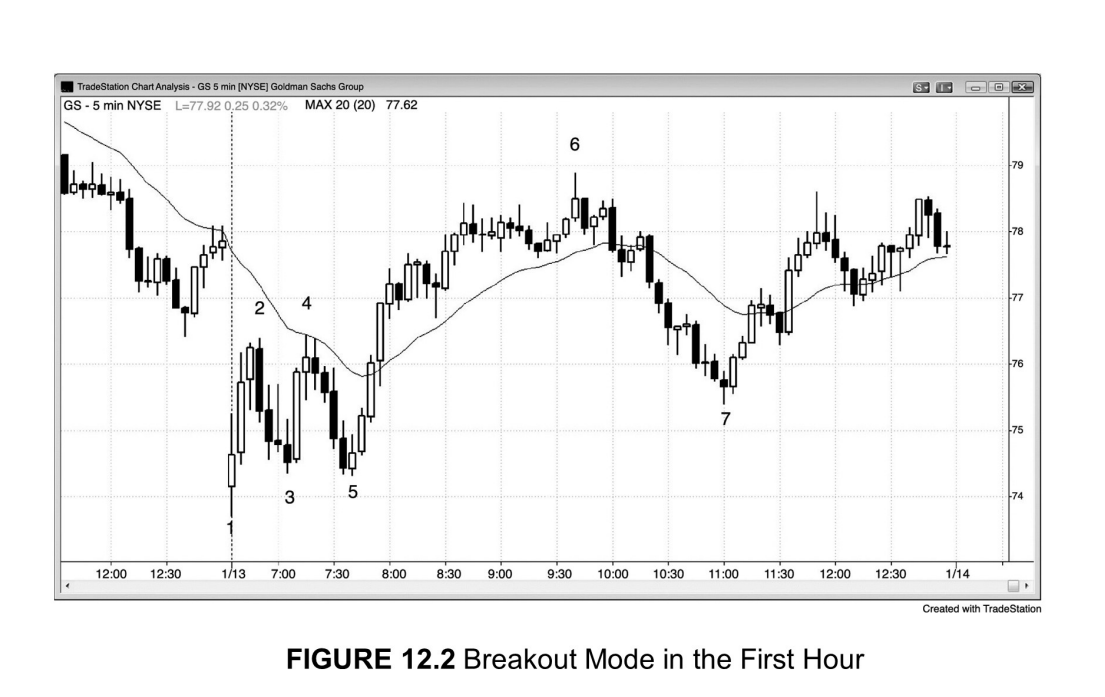 TradeStation Chart Analysis - GS 5 min [NYSE] Goldman Sachs Group
S I
GS - 5 min NYSE L=77.92 0.25 0.32% MAX 20 (20) 77.62
6
79
78
2 4
77
76
7
75
3 5
74
1
12:00 12:30 1/13 7:00 7:30 8:00 8:30 9:00 9:30 10:00 10:30 11:00 11:30 12:00 12:30 1/14
Created with TradeStation
FIGURE 12.2 Breakout Mode in the First Hour